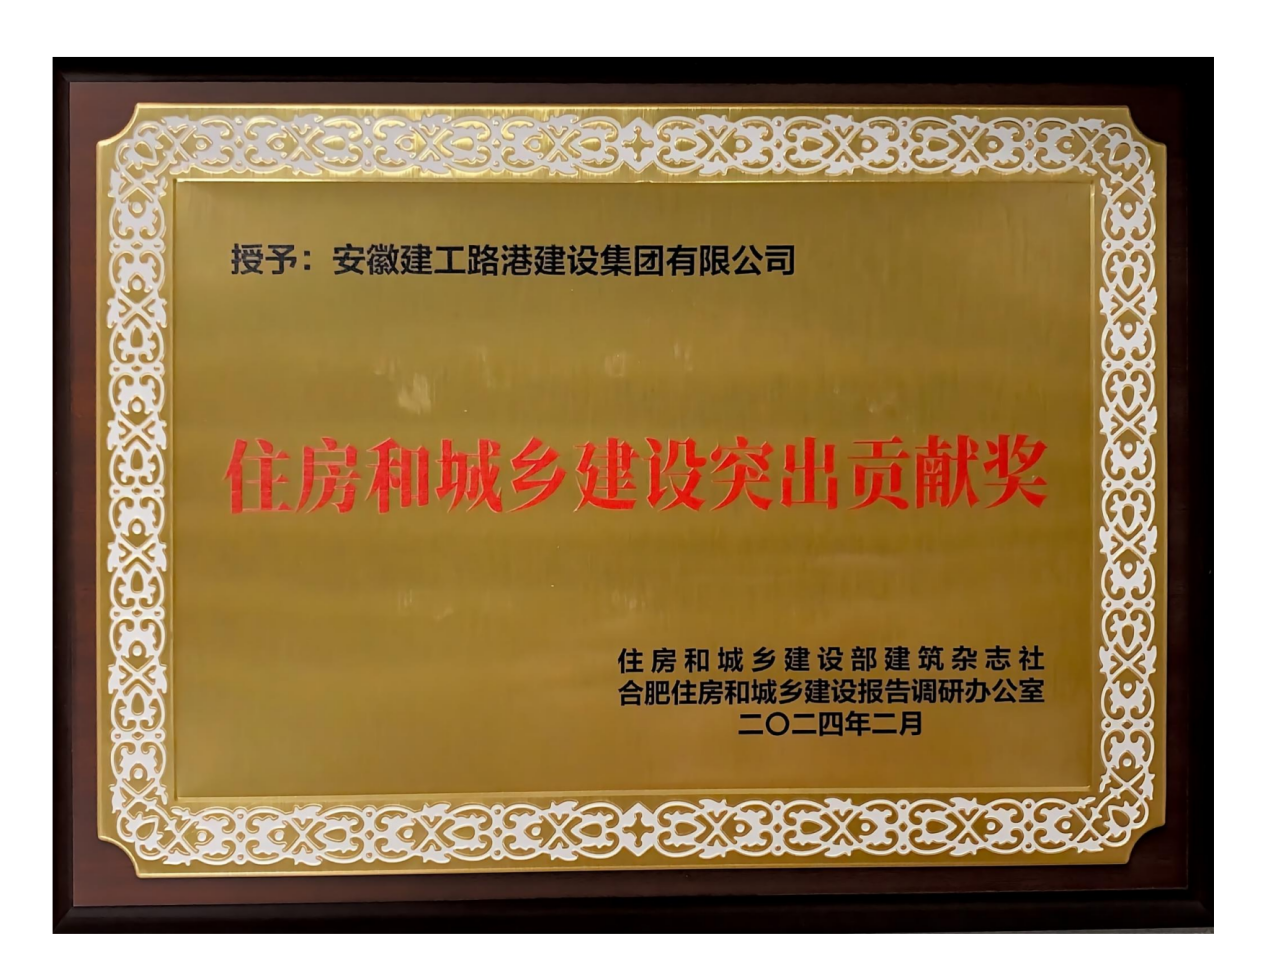 授予：安徽建工路港建设集团有限公司
住房和城乡建设突出贡献奖
住房和城乡建设部建筑杂志社
合肥住房和城乡建设报告调研办公室
二〇二四年二月